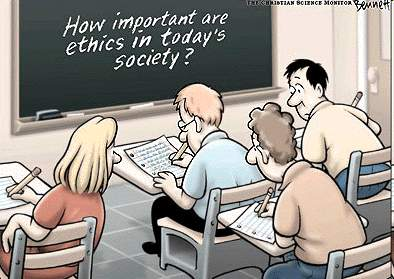 THE CHRISTIAN SCIENCE MONITOR
Bennett
How important are
ethics in today's
society?